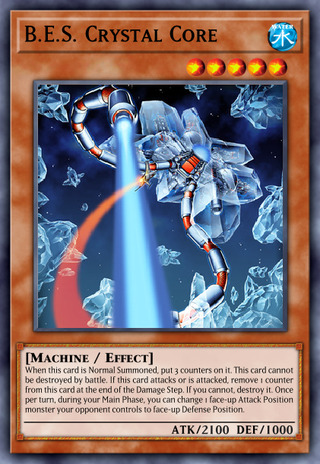 B.E.S. Crystal Core
WATER
水
[Machine / Effect]
When this card is Normal Summoned, put 3 counters on it. This card cannot
be destroyed by battle. If this card attacks or is attacked, remove 1 counter
from this card at the end of the Damage Step. If you cannot, destroy it. Once
per turn, during your Main Phase, you can change 1 face-up Attack Position
monster your opponent controls to face-up Defense Position.
ATK/2100 DEF/1000